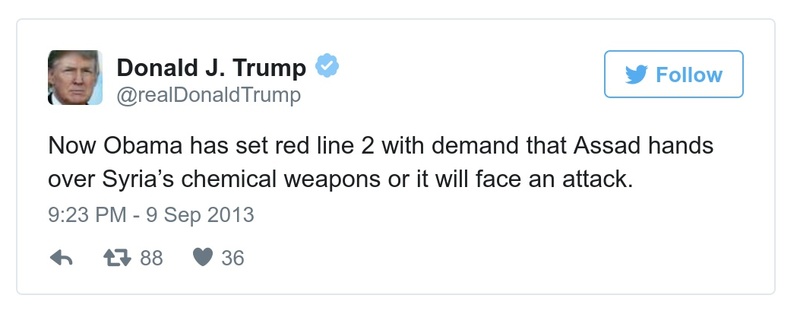 Donald J. Trump
@realDonaldTrump
Follow
Now Obama has set red line 2 with demand that Assad hands
over Syria’s chemical weapons or it will face an attack.
9:23 PM - 9 Sep 2013
88 36